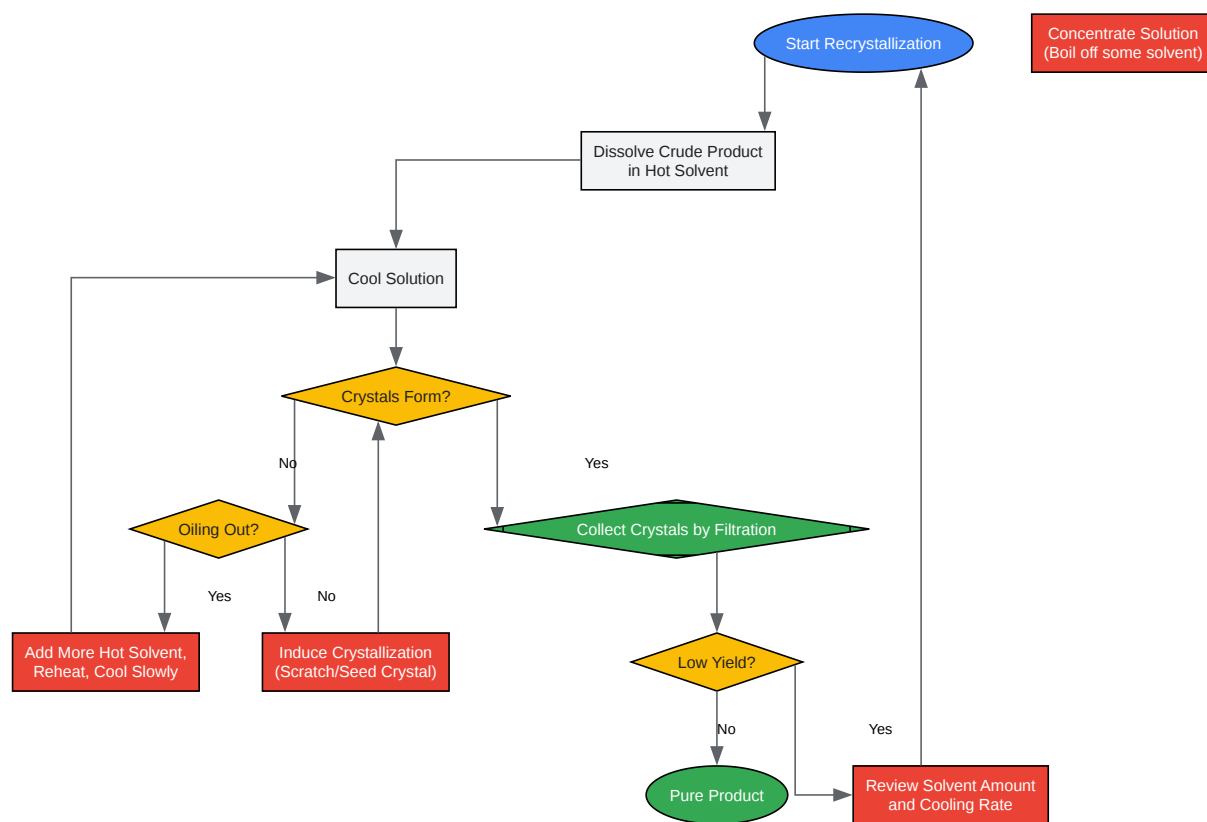 Start Recrystallization
Concentrate Solution
(Boil off some solvent)
Dissolve Crude Product
in Hot Solvent
Cool Solution
Crystals Form?
No
Yes
Oiling Out?
Collect Crystals by Filtration
Yes
No
Add More Hot Solvent,
Reheat, Cool Slowly
Induce Crystallization
(Scratch/Seed Crystal)
Low Yield?
No
Yes
Pure Product
Review Solvent Amount
and Cooling Rate